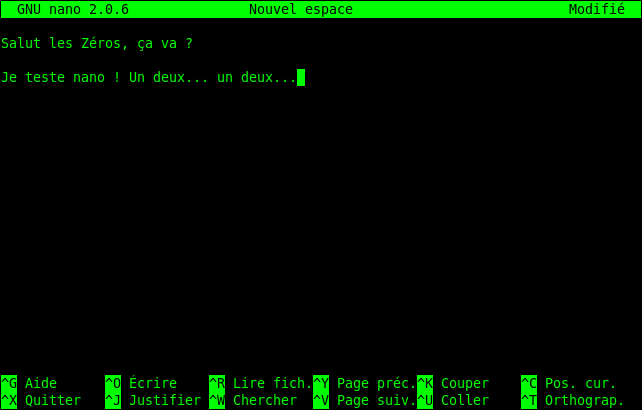 GNU nano 2.0.6 Nouvel espace Modifié
Salut les Zéros, ça va ?
Je teste nano ! Un deux... un deux...
^G Aide ^O Écrire ^R Lire fich. ^Y Page préc. ^K Couper ^C Pos. cur.
^X Quitter ^J Justifier ^W Chercher ^V Page suiv. ^U Coller ^T Orthograp.